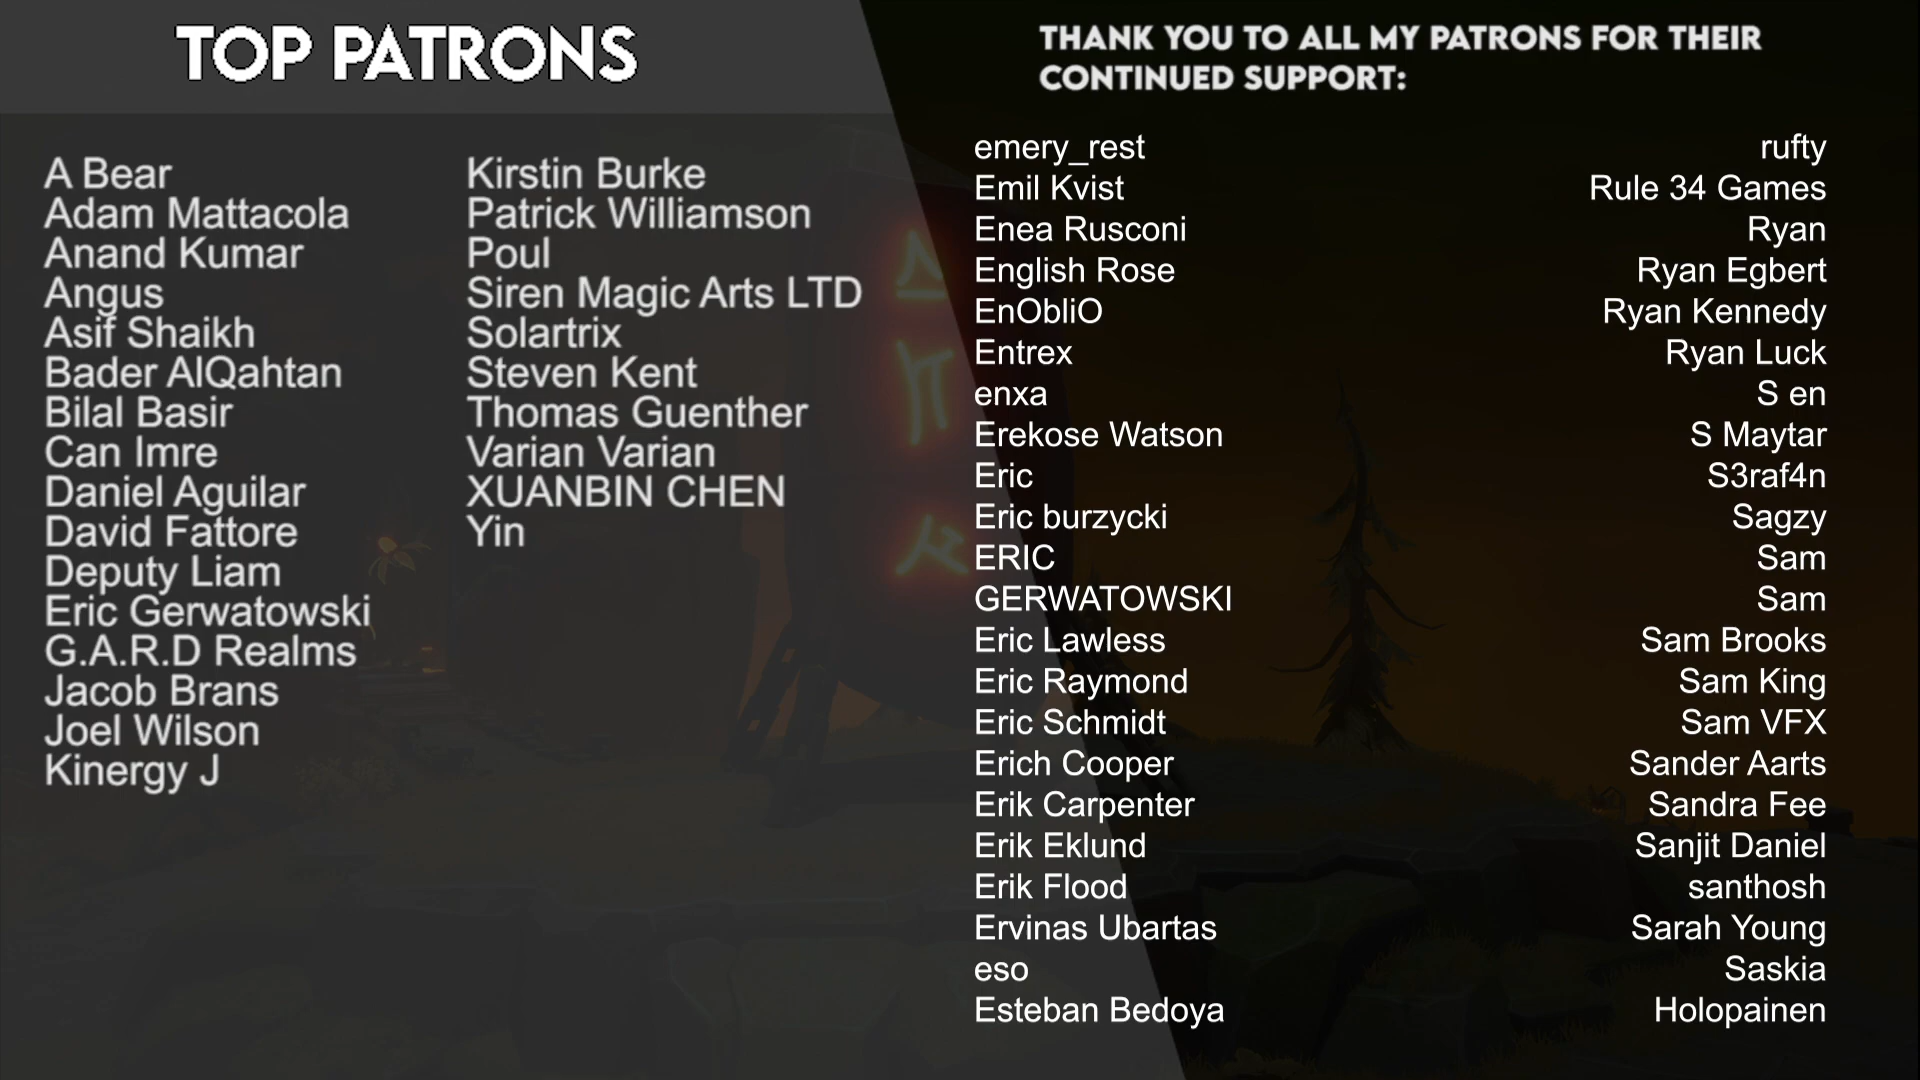 TOP PATRONS
A Bear
Adam Mattacola
Anand Kumar
Angus
Asif Shaikh
Bader AlQahtan
Bilal Basir
Can Imre
Daniel Aguilar
David Fattore
Deputy Liam
Eric Gerwatowski
G.A.R.D Realms
Jacob Brans
Joel Wilson
Kinergy J
Kirstin Burke
Patrick Williamson
Poul
Siren Magic Arts LTD
Solartrix
Steven Kent
Thomas Guenther
Varian Varian
XUANBIN CHEN
Yin
THANK YOU TO ALL MY PATRONS FOR THEIR
CONTINUED SUPPORT:
emery_rest
Emil Kvist
Enea Rusconi
English Rose
EnObliO
Entrex
enxa
Erekose Watson
Eric
Eric burzycki
ERIC
GERWATOWSKI
Eric Lawless
Eric Raymond
Eric Schmidt
Erich Cooper
Erik Carpenter
Erik Eklund
Erik Flood
Ervinas Ubartas
eso
Esteban Bedoya
rufty
Rule 34 Games
Ryan
Ryan Egbert
Ryan Kennedy
Ryan Luck
S en
S Maytar
S3raf4n
Sagzy
Sam
Sam
Sam Brooks
Sam King
Sam VFX
Sander Aarts
Sandra Fee
Sanjit Daniel
santhosh
Sarah Young
Saskia
Holopainen